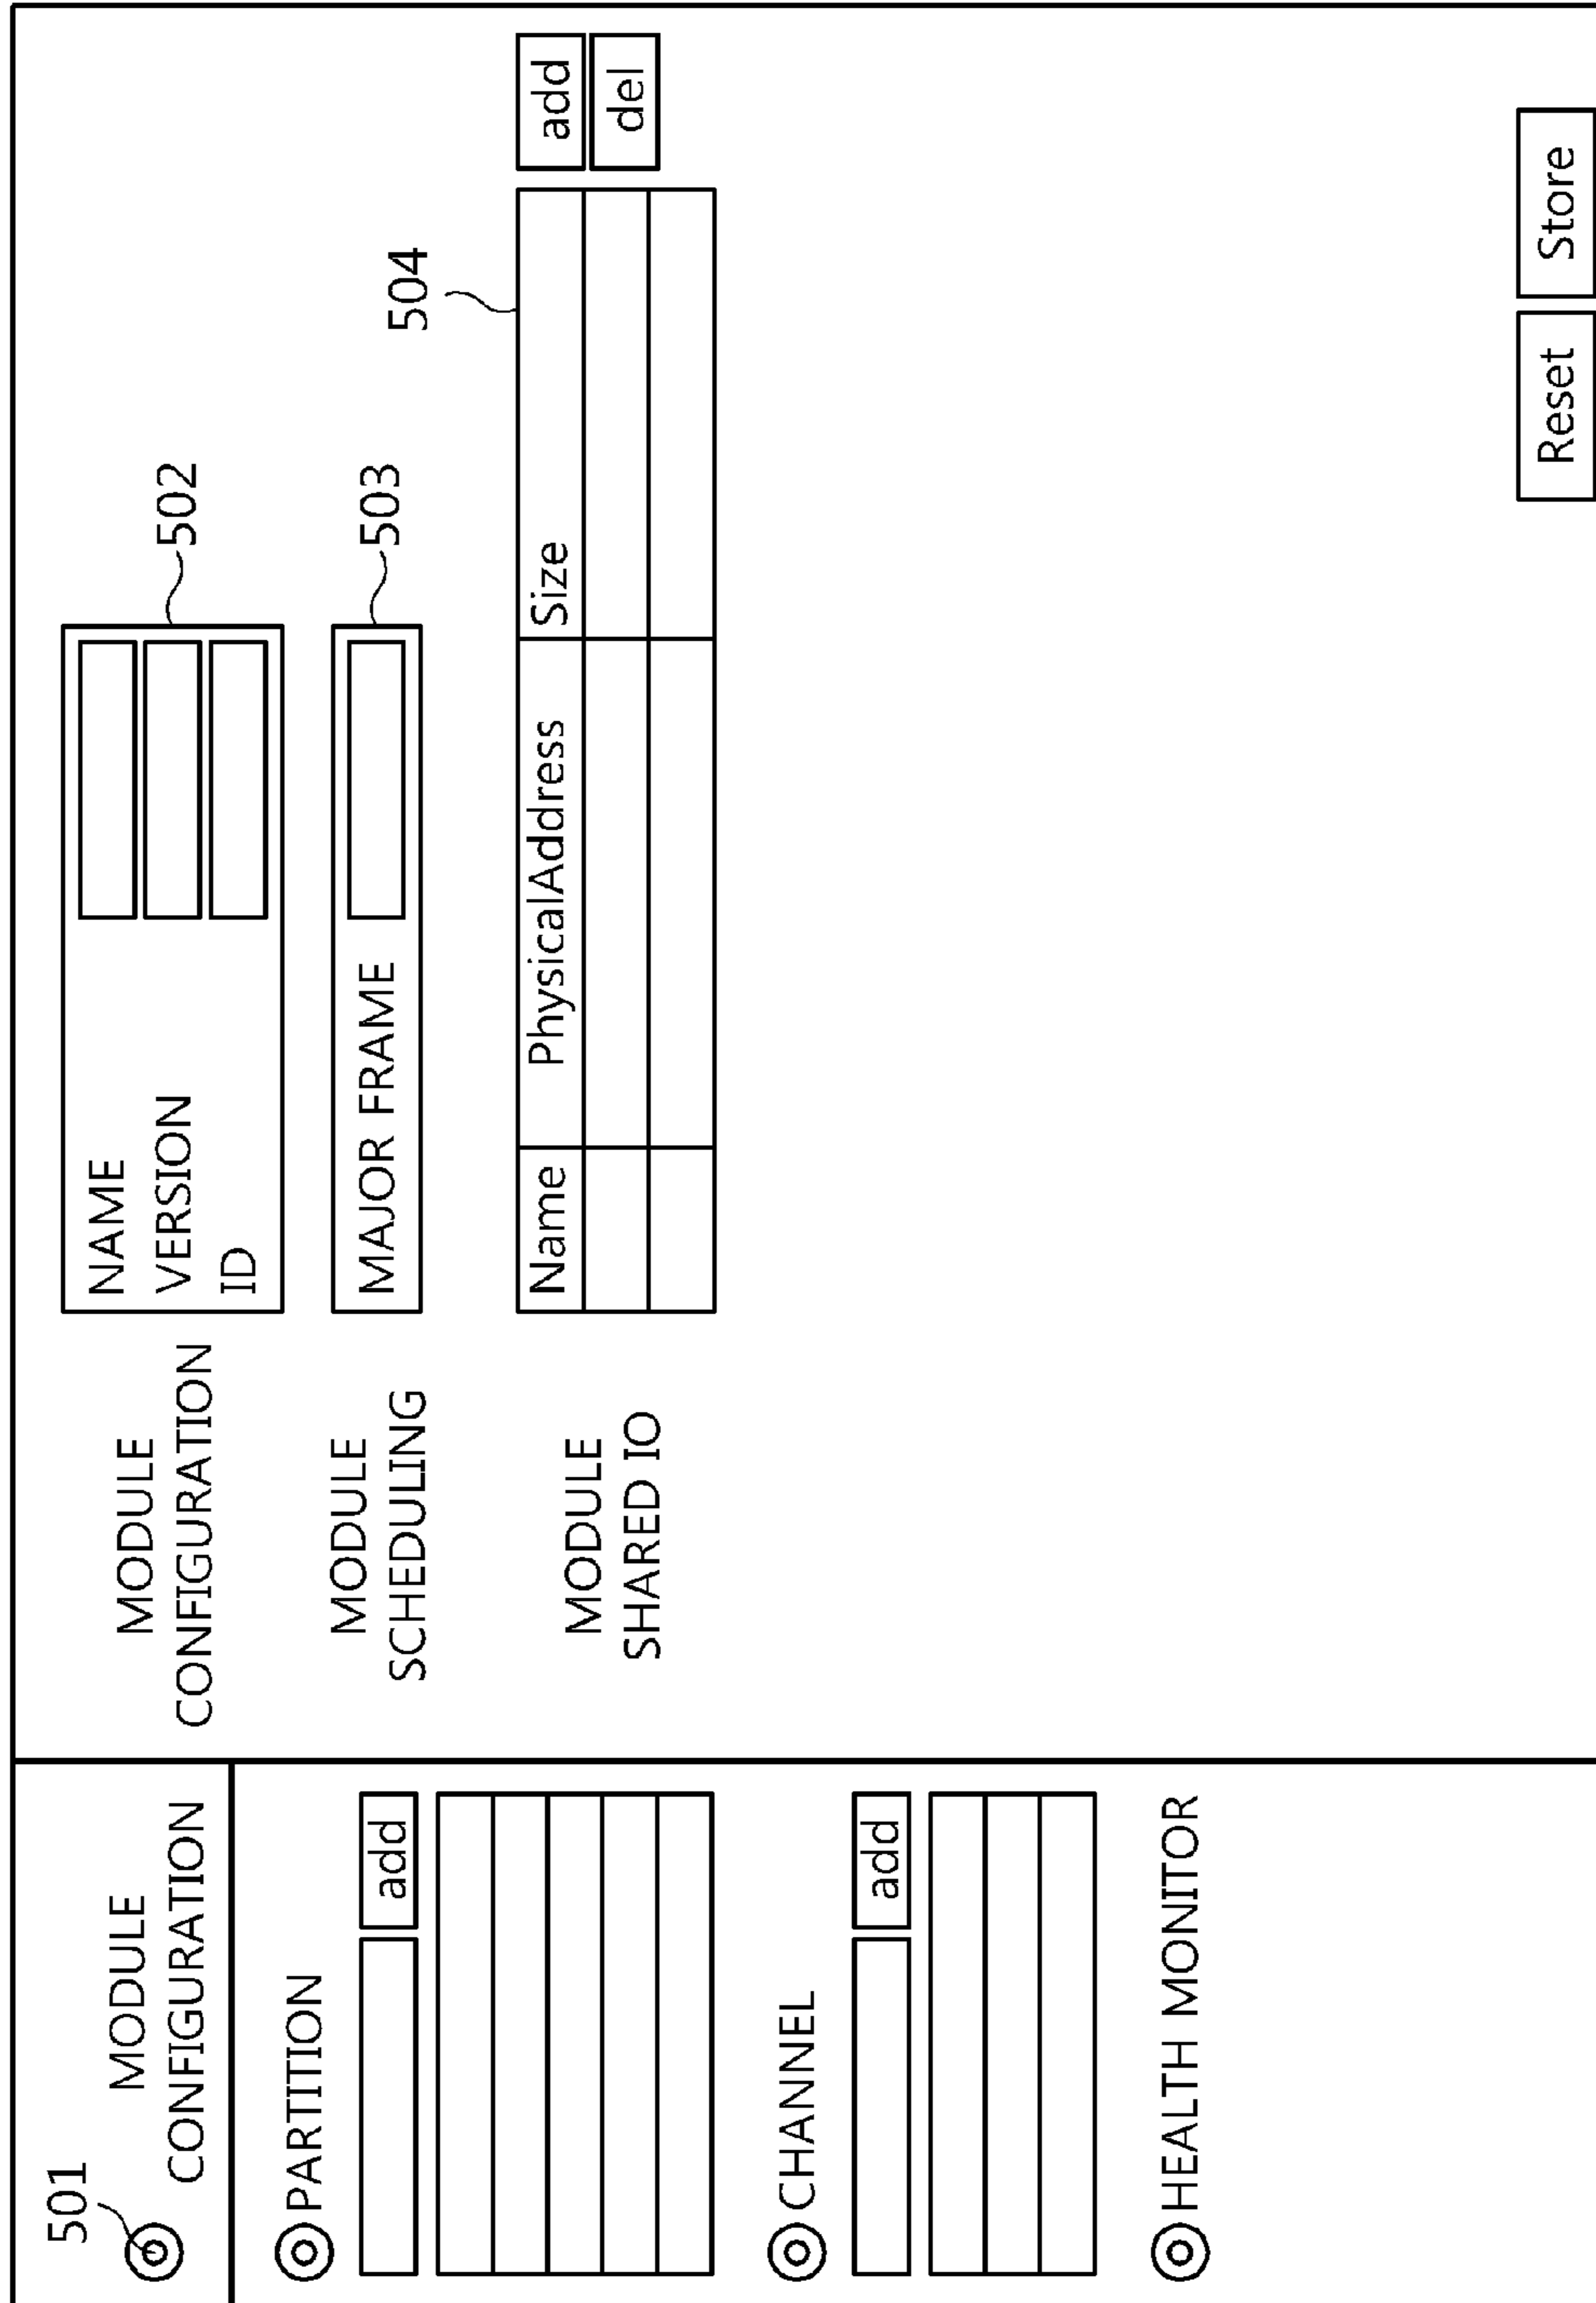 501
MODULE
CONFIGURATION
PARTITION
add
CHANNEL
add
HEALTH MONITOR
MODULE
CONFIGURATION
NAME
VERSION
ID
502
MODULE
SCHEDULING
MAJOR FRAME
503
504
MODULE
SHARED IO
Name PhysicalAddress Size
add
del
Reset Store